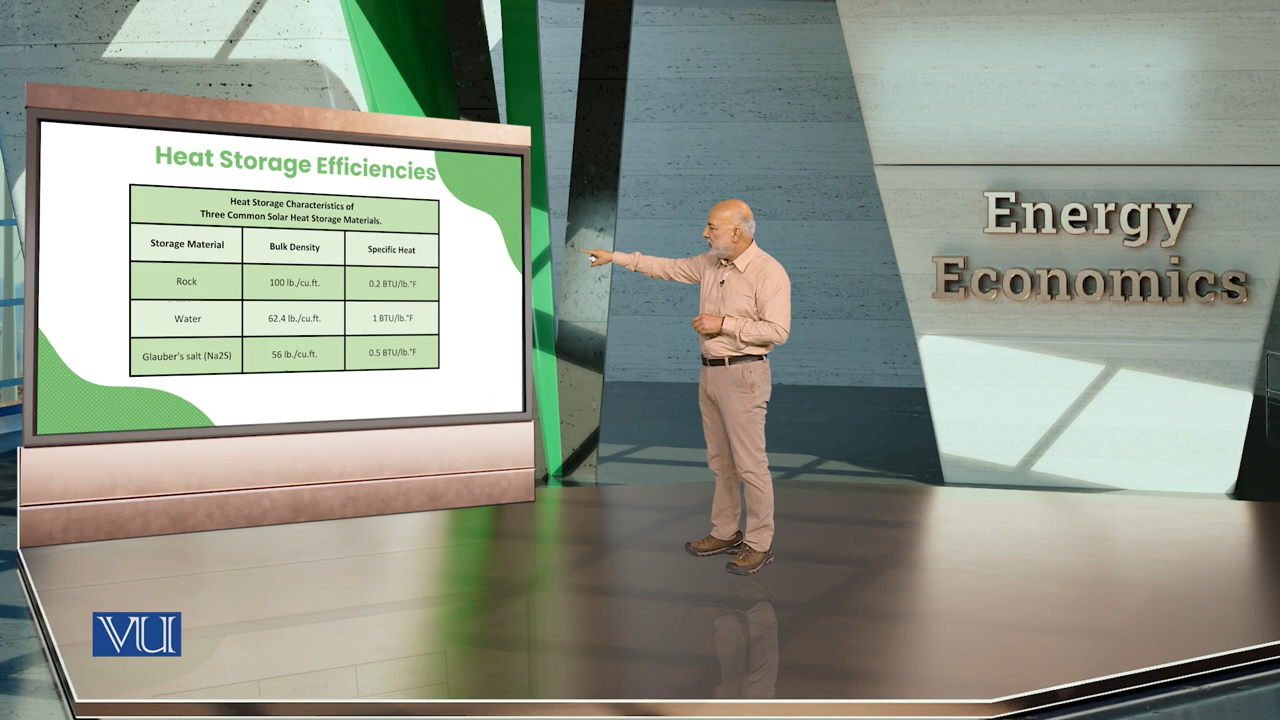 Heat Storage Efficiencies
Heat Storage Characteristics of
Three Common Solar Heat Storage Materials.
Storage Material Bulk Density Specific Heat
Rock 100 lb./cu.ft. 0.2 BTU/lb.°F
Water 62.4 lb./cu.ft. 1 BTU/lb.°F
Glauber's salt (Na2S) 56 lb./cu.ft. 0.5 BTU/lb.°F
Energy
Economics
VU